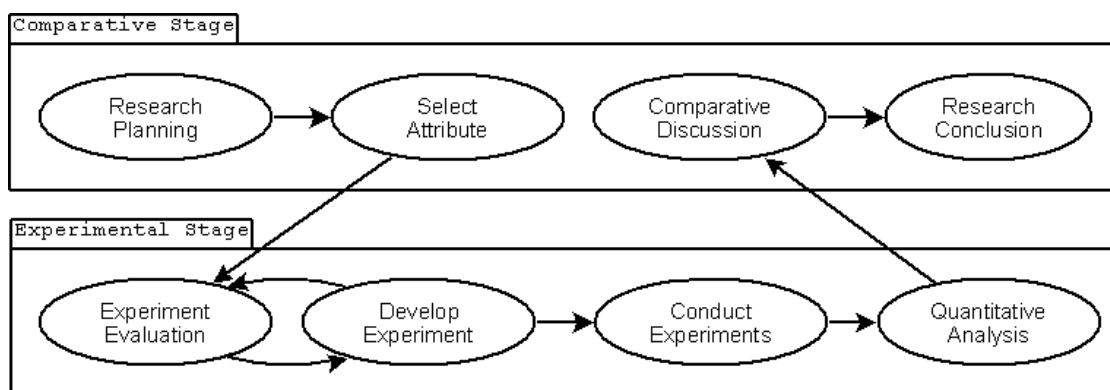 Comparative Stage
Research
Planning
Select
Attribute
Comparative
Discussion
Research
Conclusion
Experimental Stage
Experiment
Evaluation
Develop
Experiment
Conduct
Experiments
Quantitative
Analysis